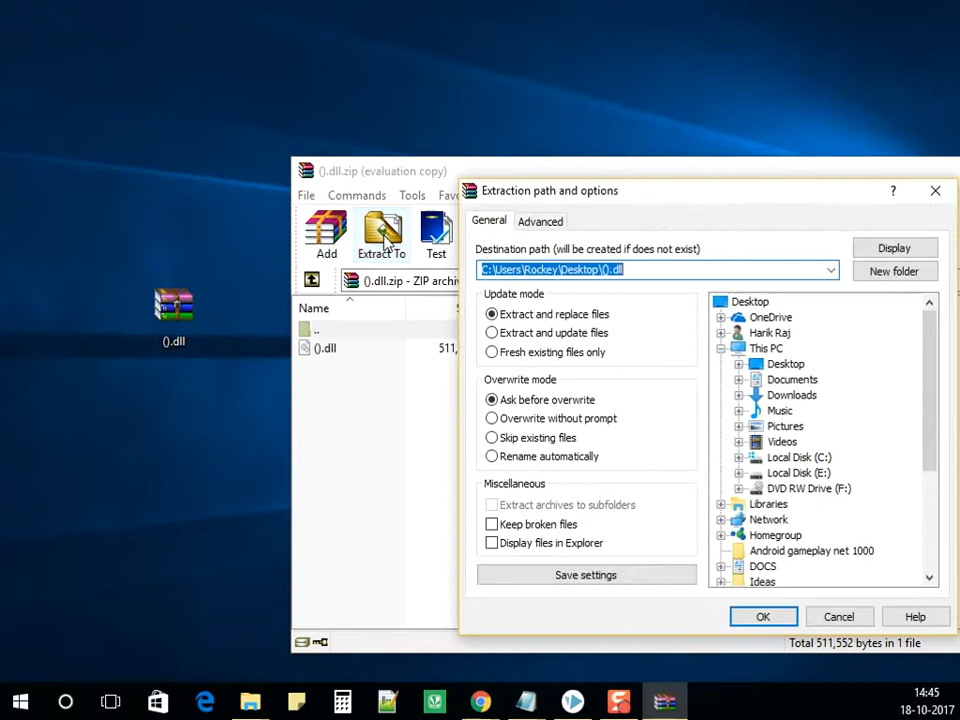 ().dll
().dll.zip (evaluation copy)
File Commands Tools Favo
Add
Extract To
Test
().dll.zip - ZIP archiv
Name
..
().dll
511,
Extraction path and options
?
General
Advanced
Destination path (will be created if does not exist)
C:\Users\Rockey\Desktop\().dll
Display
New folder
Update mode
Extract and replace files
Extract and update files
Fresh existing files only
Overwrite mode
Ask before overwrite
Overwrite without prompt
Skip existing files
Rename automatically
Miscellaneous
Extract archives to subfolders
Keep broken files
Display files in Explorer
Save settings
Desktop
OneDrive
Harik Raj
This PC
Desktop
Documents
Downloads
Music
Pictures
Videos
Local Disk (C:)
Local Disk (E:)
DVD RW Drive (F:)
Libraries
Network
Homegroup
Android gameplay net 1000
DOCS
Ideas
OK
Cancel
Help
Total 511,552 bytes in 1 file
14:45
18-10-2017